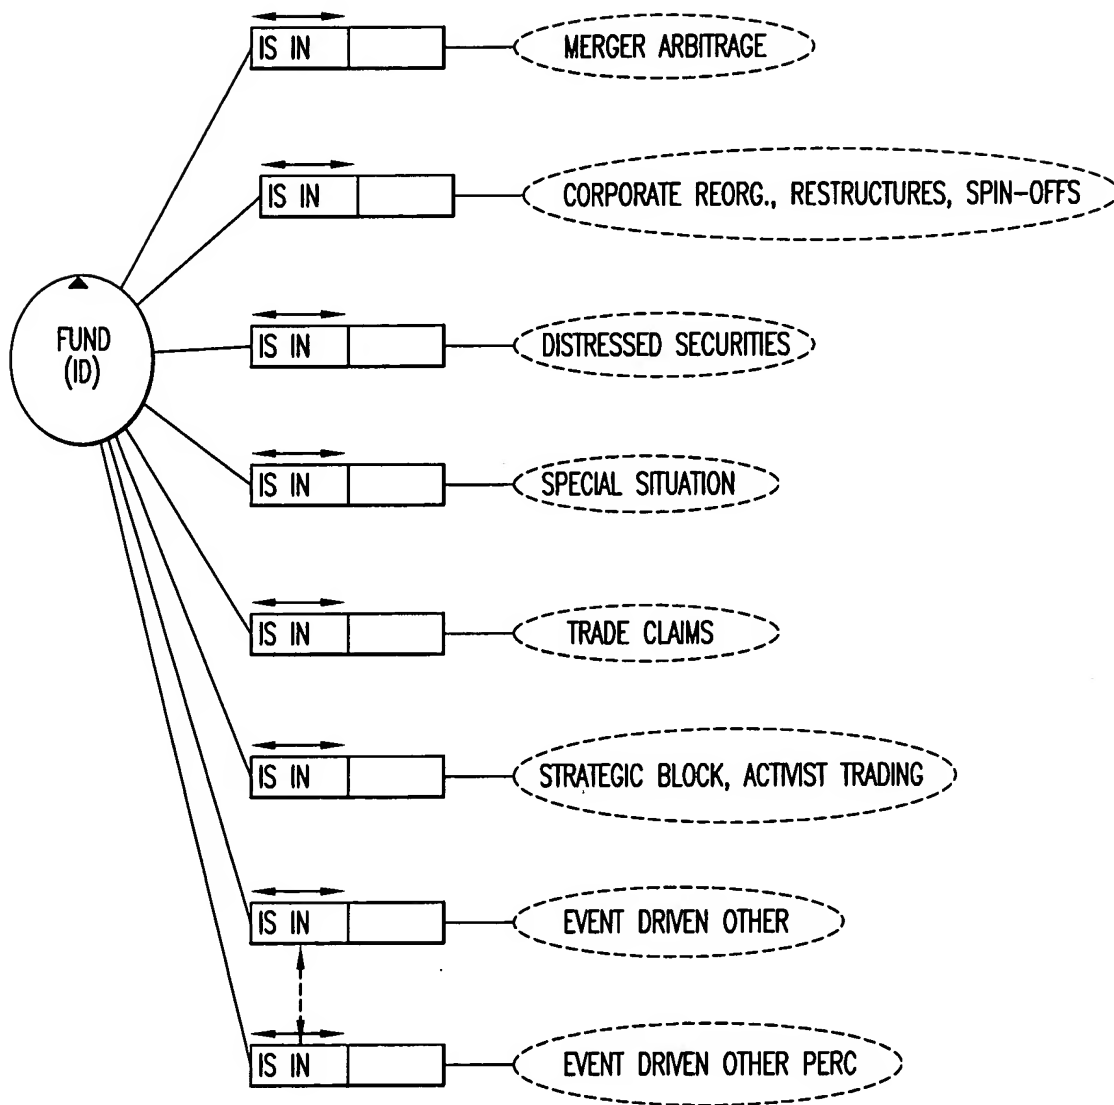 IS IN
MERGER ARBITRAGE
IS IN
CORPORATE REORG., RESTRUCTURES, SPIN-OFFS
FUND
(ID)
IS IN
DISTRESSED SECURITIES
IS IN
SPECIAL SITUATION
IS IN
TRADE CLAIMS
IS IN
STRATEGIC BLOCK, ACTIVIST TRADING
IS IN
EVENT DRIVEN OTHER
IS IN
EVENT DRIVEN OTHER PERC